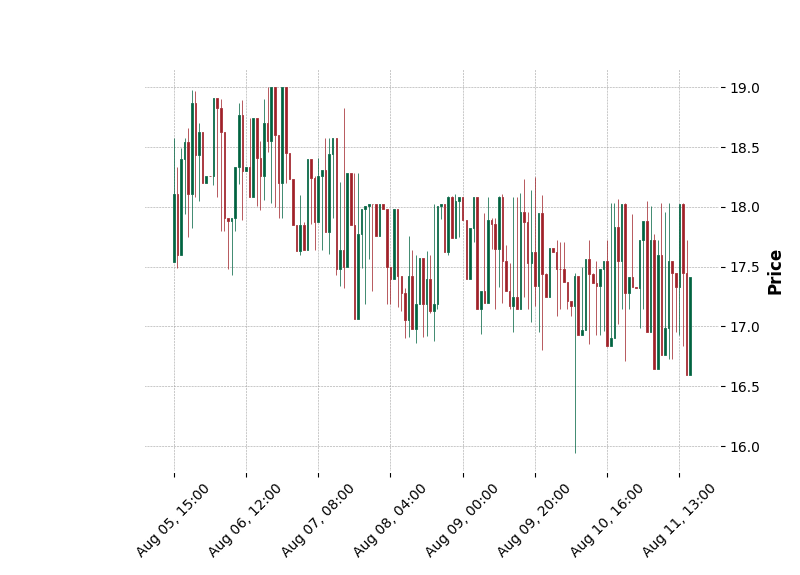 19.0
18.5
18.0
17.5
17.0
16.5
16.0
Price
Aug 05, 15:00
Aug 06, 12:00
Aug 07, 08:00
Aug 08, 04:00
Aug 09, 00:00
Aug 09, 20:00
Aug 10, 16:00
Aug 11, 13:00